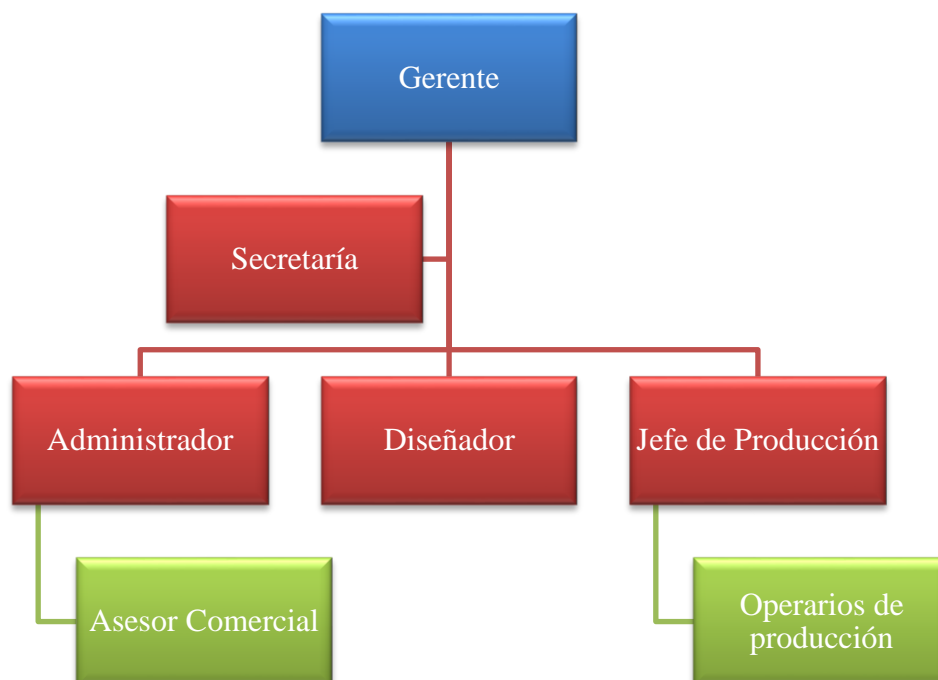 Gerente
Secretaría
Administrador
Diseñador
Jefe de Producción
Asesor Comercial
Operarios de
producción